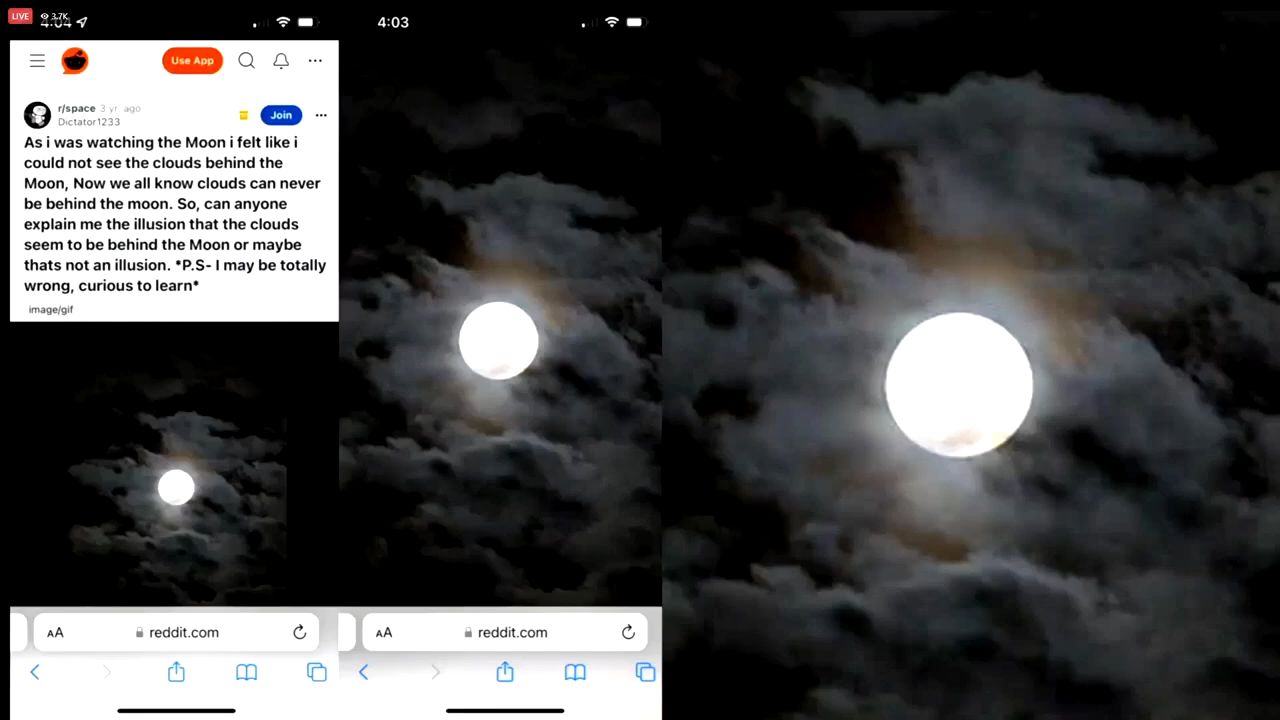 LIVE 3.7K
4:04
4:03
Use App
r/space 3 yr. ago
Dictator1233
Join
As i was watching the Moon i felt like i
could not see the clouds behind the
Moon, Now we all know clouds can never
be behind the moon. So, can anyone
explain me the illusion that the clouds
seem to be behind the Moon or maybe
thats not an illusion. *P.S- I may be totally
wrong, curious to learn*
image/gif
AA reddit.com
AA reddit.com